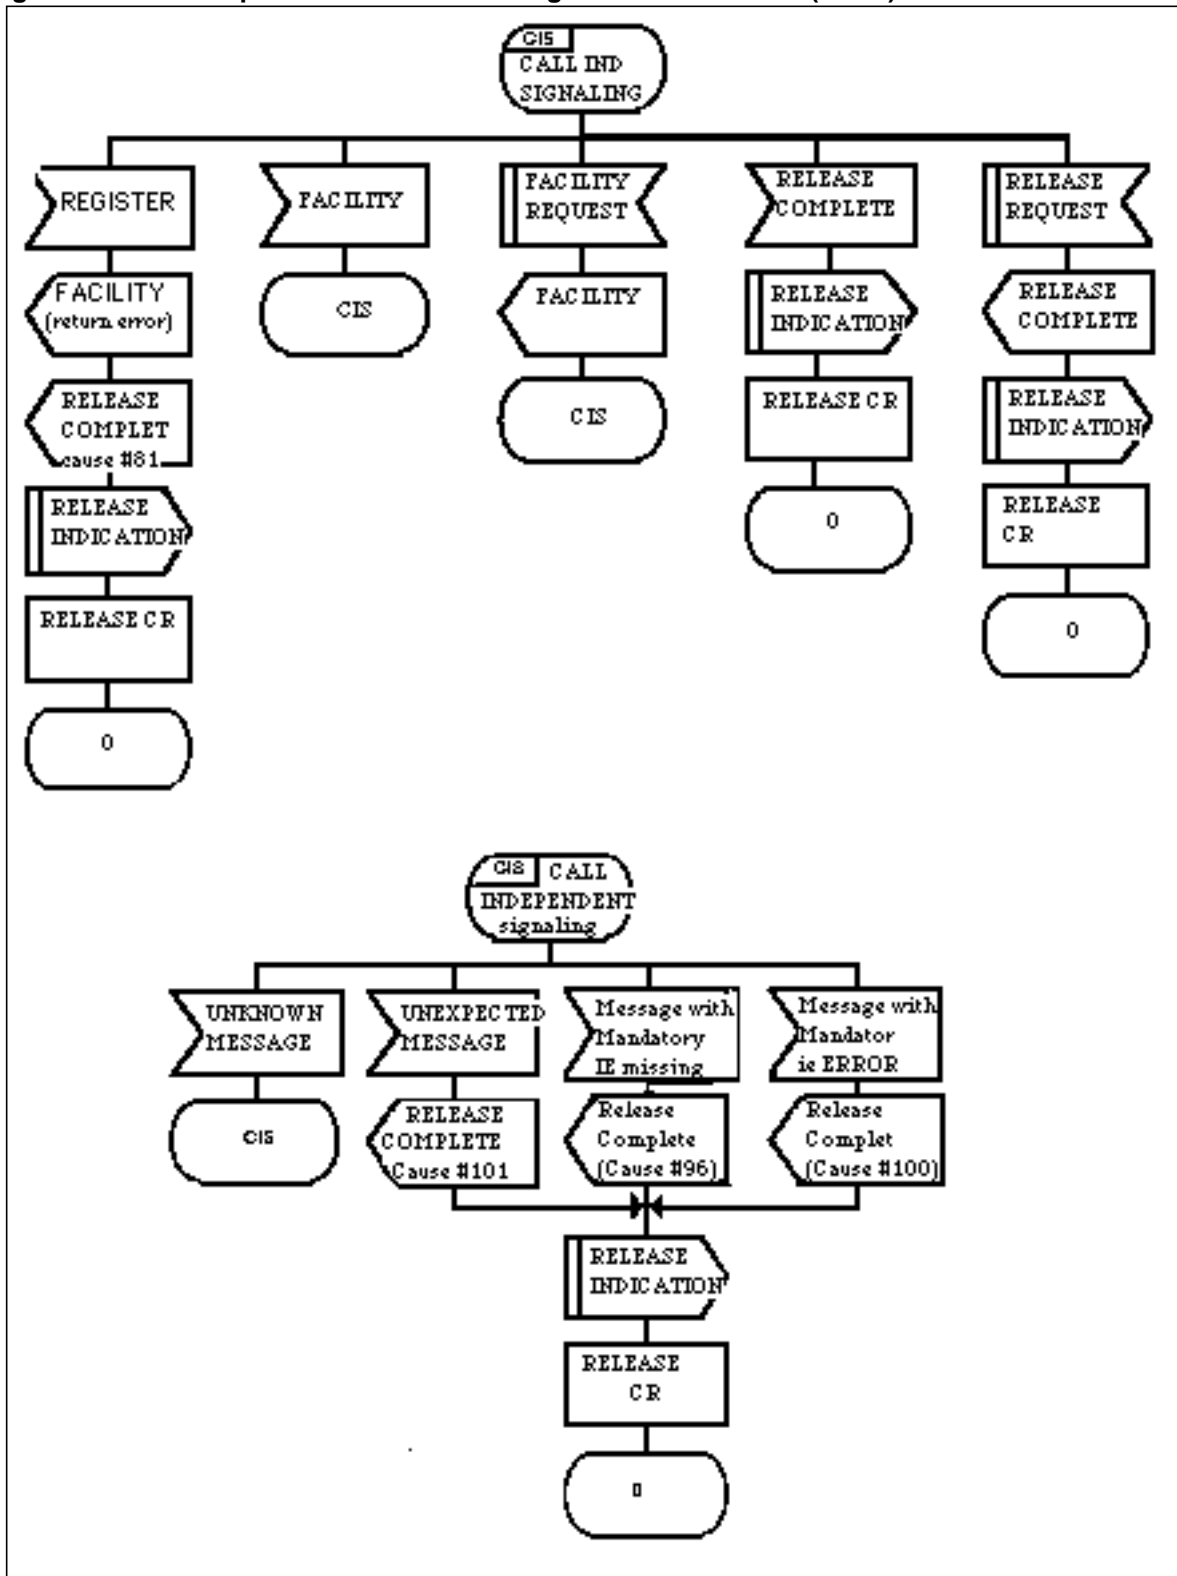 CIS
CALL IND
SIGNALING
REGISTER
FACILITY
(return error)
RELEASE
COMPLET
cause #81
RELEASE
INDICATION
RELEASE CR
0
FACILITY
CIS
FACILITY
REQUEST
FACILITY
CIS
RELEASE
COMPLETE
RELEASE
INDICATION
RELEASE CR
0
RELEASE
REQUEST
RELEASE
COMPLETE
RELEASE
INDICATION
RELEASE
CR
0
CIS CALL
INDEPENDENT
signaling
UNKNOWN
MESSAGE
CIS
UNEXPECTED
MESSAGE
RELEASE
COMPLETE
Cause #101
Message with
Mandatory
IE missing
Release
Complete
(Cause #96)
Message with
Mandator
ie ERROR
Release
Complet
(Cause #100)
RELEASE
INDICATION
RELEASE
CR
0